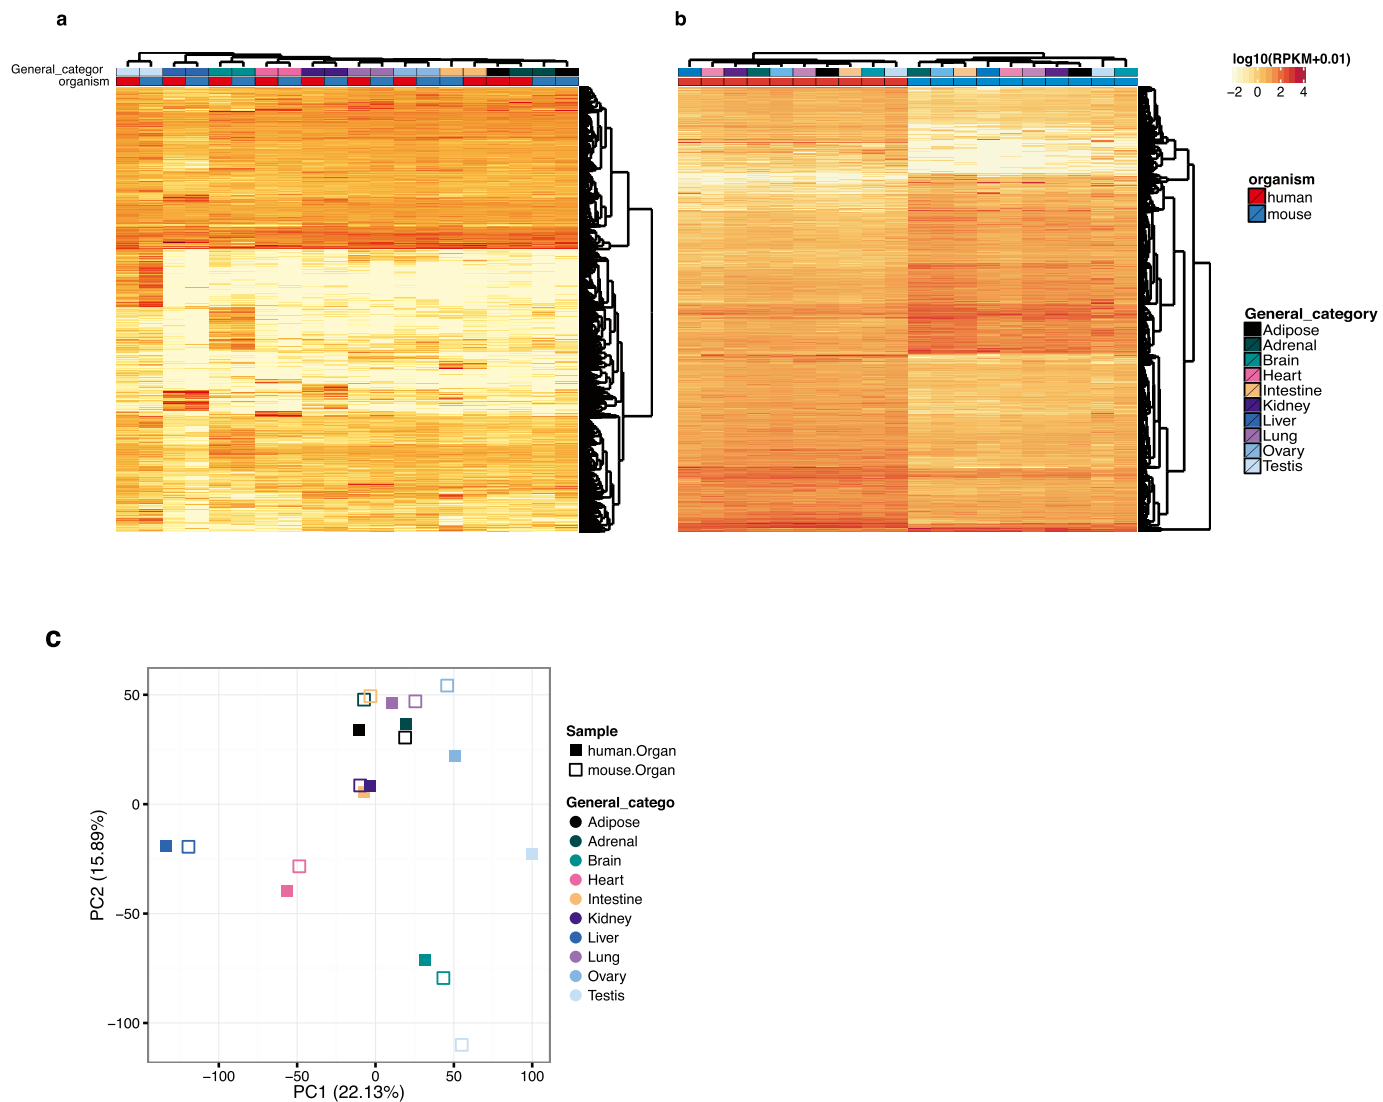 a
b
General_categor
organism
log10(RPKM+0.01)
−2 0 2 4
organism
human
mouse
General_category
Adipose
Adrenal
Brain
Heart
Intestine
Kidney
Liver
Lung
Ovary
Testis
c
50
0
−50
−100
PC2 (15.89%)
−100 −50 0 50 100
PC1 (22.13%)
Sample
human.Organ
mouse.Organ
General_catego
Adipose
Adrenal
Brain
Heart
Intestine
Kidney
Liver
Lung
Ovary
Testis